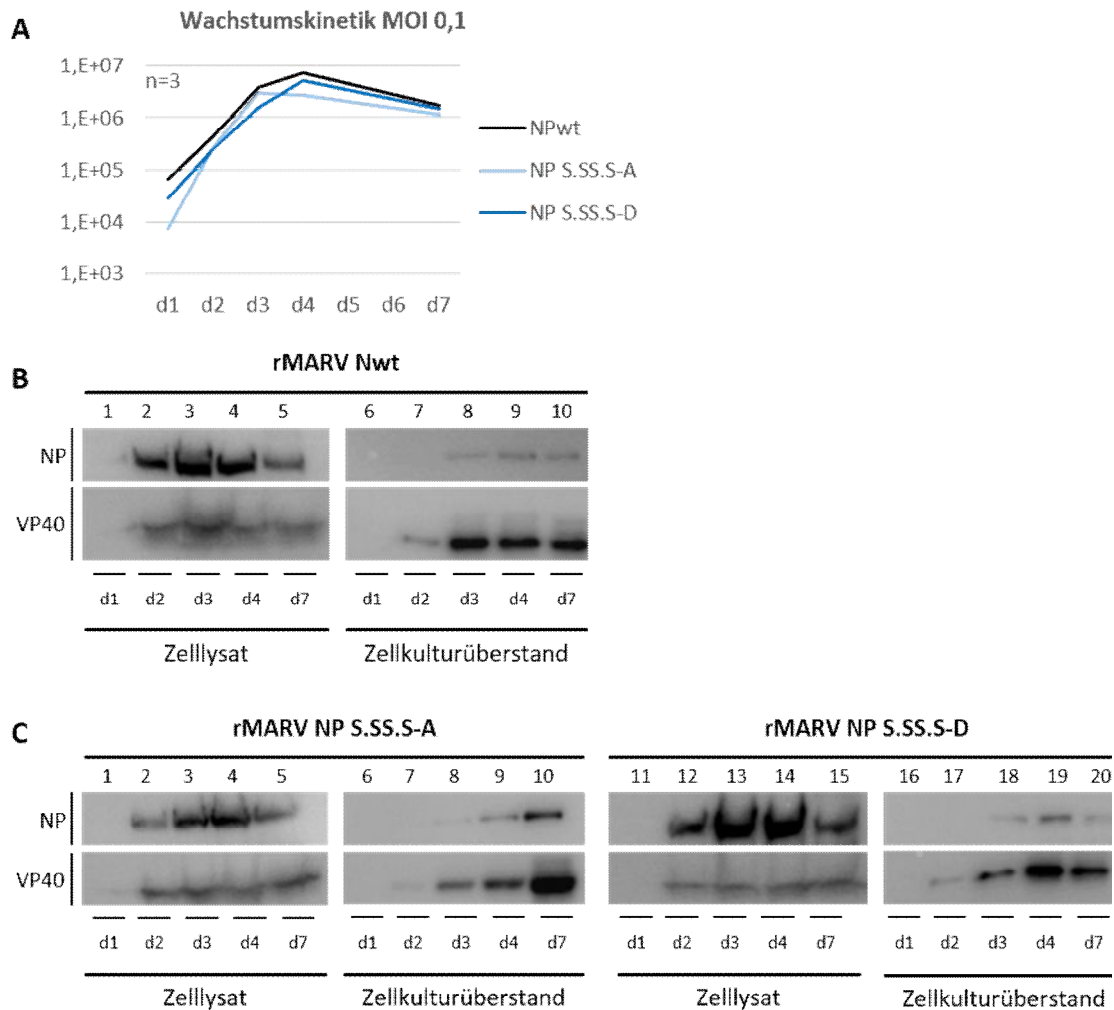 A
Wachstumskinetik MOI 0,1
1,E+07
n=3
1,E+06
1,E+05
1,E+04
1,E+03
d1 d2 d3 d4 d5 d6 d7
NPwt
NP S.SS.S-A
NP S.SS.S-D
B
rMARV Nwt
1 2 3 4 5 6 7 8 9 10
NP
VP40
d1 d2 d3 d4 d7 d1 d2 d3 d4 d7
Zelllysat Zellkulturüberstand
C
rMARV NP S.SS.S-A rMARV NP S.SS.S-D
1 2 3 4 5 6 7 8 9 10 11 12 13 14 15 16 17 18 19 20
NP
VP40
d1 d2 d3 d4 d7 d1 d2 d3 d4 d7 d1 d2 d3 d4 d7 d1 d2 d3 d4 d7
Zelllysat Zellkulturüberstand Zelllysat Zellkulturüberstand